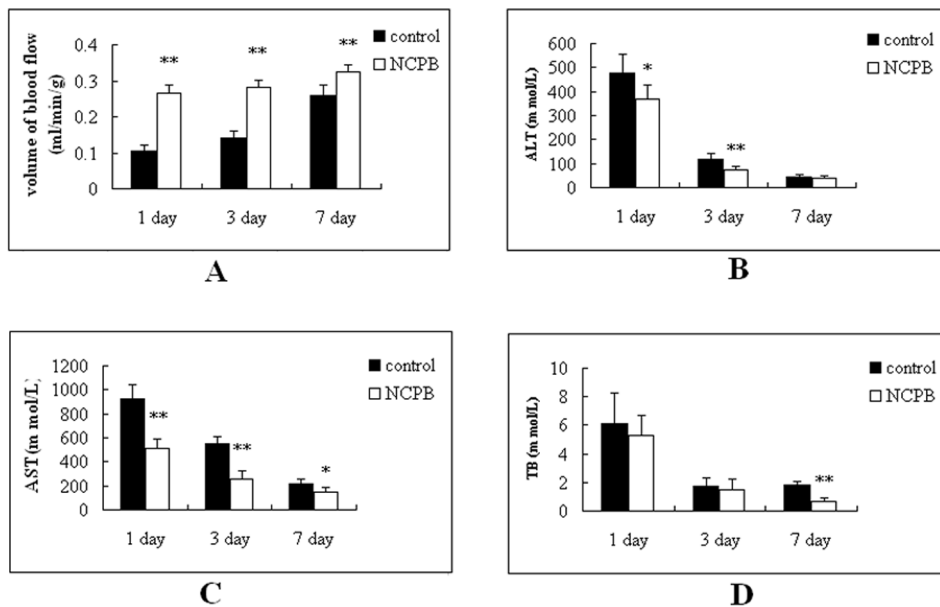 volume of blood flow
(ml/min/g)
0.4
0.3
0.2
0.1
0
**
**
**
control
NCPB
1 day
3 day
7 day
A
ALT (m mol/L)
600
500
400
300
200
100
0
*
**
control
NCPB
1 day
3 day
7 day
B
AST(m mol/L)
1200
1000
800
600
400
200
0
**
**
*
control
NCPB
1 day
3 day
7 day
C
TB (m mol/L)
10
8
6
4
2
0
**
control
NCPB
1 day
3 day
7 day
D